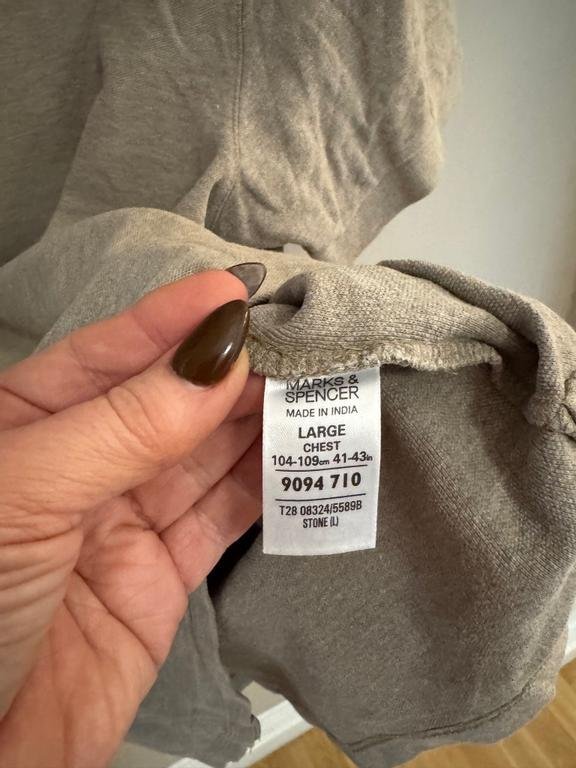 MARKS &
SPENCER
MADE IN INDIA
LARGE
CHEST
104-109cm 41-43in
9094 710
T28 08324/5589B
STONE (L)